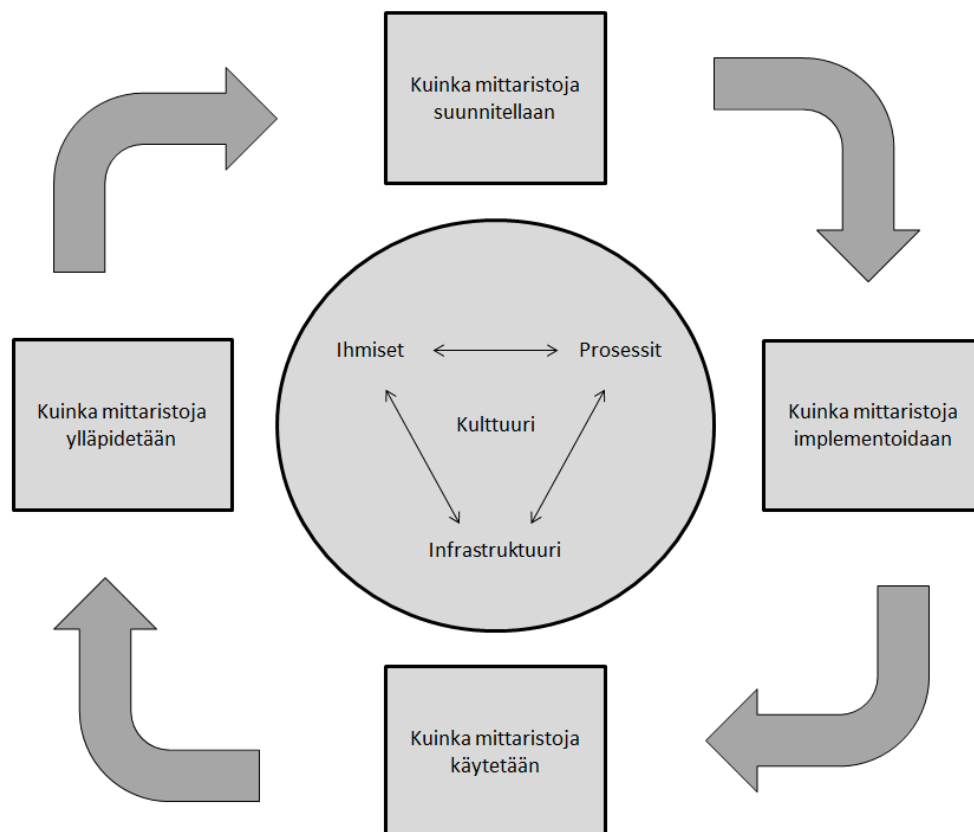 Kuinka mittaristoja
suunnitellaan
Ihmiset
Prosessit
Kulttuuri
Infrastruktuuri
Kuinka mittaristoja
ylläpidetään
Kuinka mittaristoja
implementoidaan
Kuinka mittaristoja
käytetään